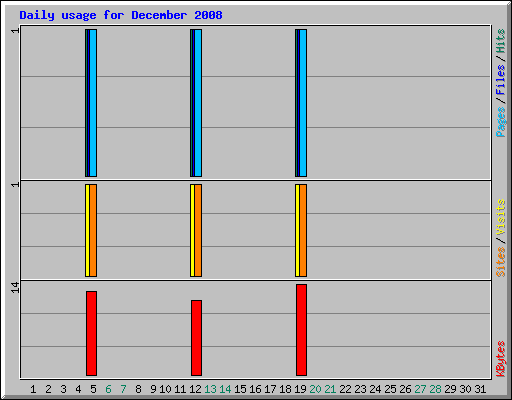 Daily usage for December 2008
1
Pages / Files / Hits
1
Sites / Visits
14
KBytes
1 2 3 4 5 6 7 8 9 10 11 12 13 14 15 16 17 18 19 20 21 22 23 24 25 26 27 28 29 30 31